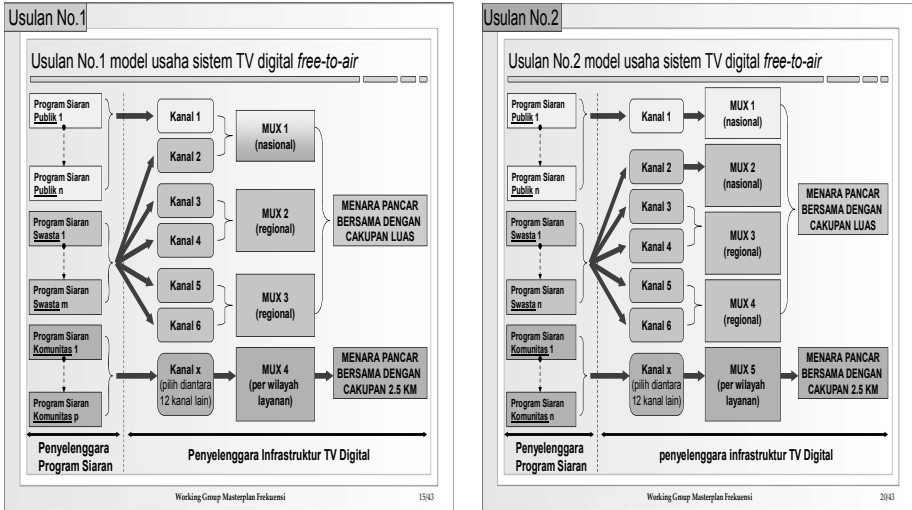 Usulan No.1
Usulan No.1 model usaha sistem TV digital free-to-air
Program Siaran
Publik 1
Program Siaran
Publik n
Program Siaran
Swasta 1
Program Siaran
Swasta m
Program Siaran
Komunitas 1
Program Siaran
Komunitas p
Kanal 1
Kanal 2
Kanal 3
Kanal 4
Kanal 5
Kanal 6
Kanal x
(pilih diantara
12 kanal lain)
MUX 1
(nasional)
MUX 2
(regional)
MUX 3
(regional)
MUX 4
(per wilayah
layanan)
MENARA PANCAR
BERSAMA DENGAN
CAKUPAN LUAS
MENARA PANCAR
BERSAMA DENGAN
CAKUPAN 2.5 KM
Penyelenggara
Program Siaran
Penyelenggara Infrastruktur TV Digital
Working Group Masterplan Frekuensi
15/43
Usulan No.2
Usulan No.2 model usaha sistem TV digital free-to-air
Program Siaran
Publik 1
Program Siaran
Publik n
Program Siaran
Swasta 1
Program Siaran
Swasta n
Program Siaran
Komunitas 1
Program Siaran
Komunitas n
Kanal 1
Kanal 2
Kanal 3
Kanal 4
Kanal 5
Kanal 6
Kanal x
(pilih diantara
12 kanal lain)
MUX 1
(nasional)
MUX 2
(nasional)
MUX 3
(regional)
MUX 4
(regional)
MUX 5
(per wilayah
layanan)
MENARA PANCAR
BERSAMA DENGAN
CAKUPAN LUAS
MENARA PANCAR
BERSAMA DENGAN
CAKUPAN 2.5 KM
Penyelenggara
Program Siaran
penyelenggara infrastruktur TV Digital
Working Group Masterplan Frekuensi
20/43